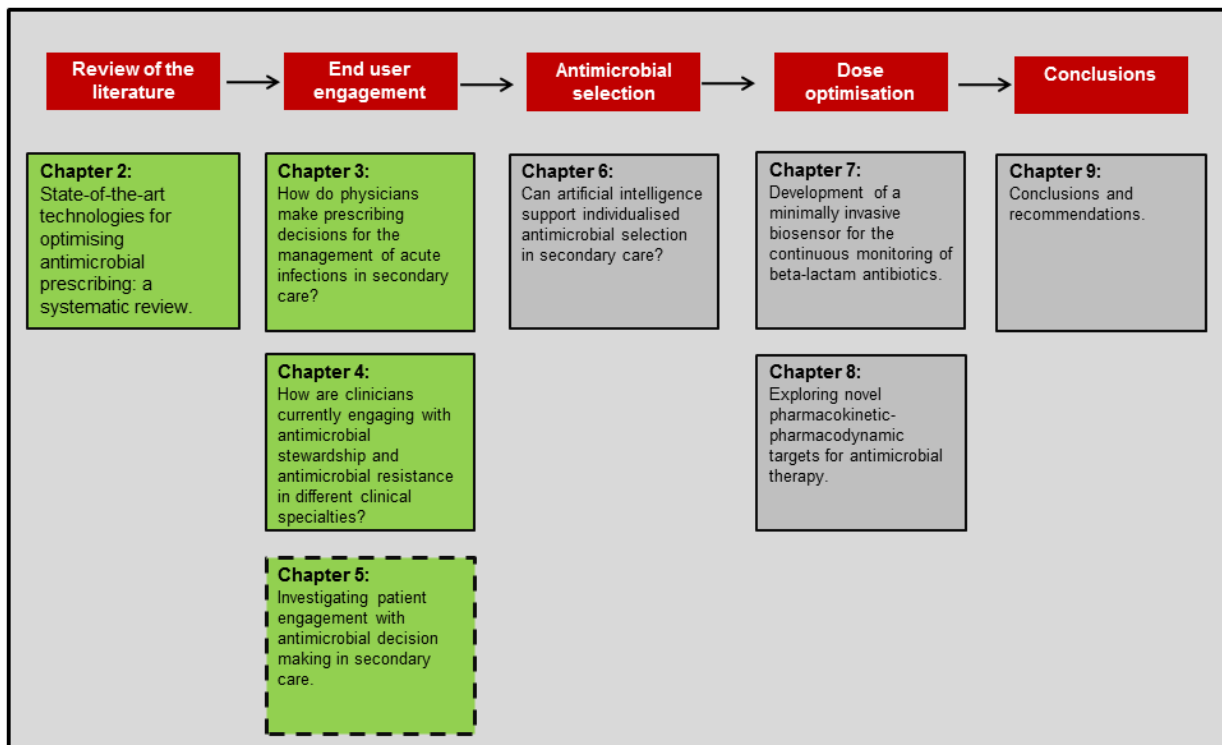 Review of the
literature
End user
engagement
Antimicrobial
selection
Dose
optimisation
Conclusions
Chapter 2:
State-of-the-art
technologies for
optimising
antimicrobial
prescribing: a
systematic review.
Chapter 3:
How do physicians
make prescribing
decisions for the
management of acute
infections in secondary
care?
Chapter 4:
How are clinicians
currently engaging with
antimicrobial
stewardship and
antimicrobial resistance
in different clinical
specialties?
Chapter 5:
Investigating patient
engagement with
antimicrobial decision
making in secondary
care.
Chapter 6:
Can artificial intelligence
support individualised
antimicrobial selection
in secondary care?
Chapter 7:
Development of a
minimally invasive
biosensor for the
continuous monitoring of
beta-lactam antibiotics.
Chapter 8:
Exploring novel
pharmacokinetic-
pharmacodynamic
targets for antimicrobial
therapy.
Chapter 9:
Conclusions and
recommendations.